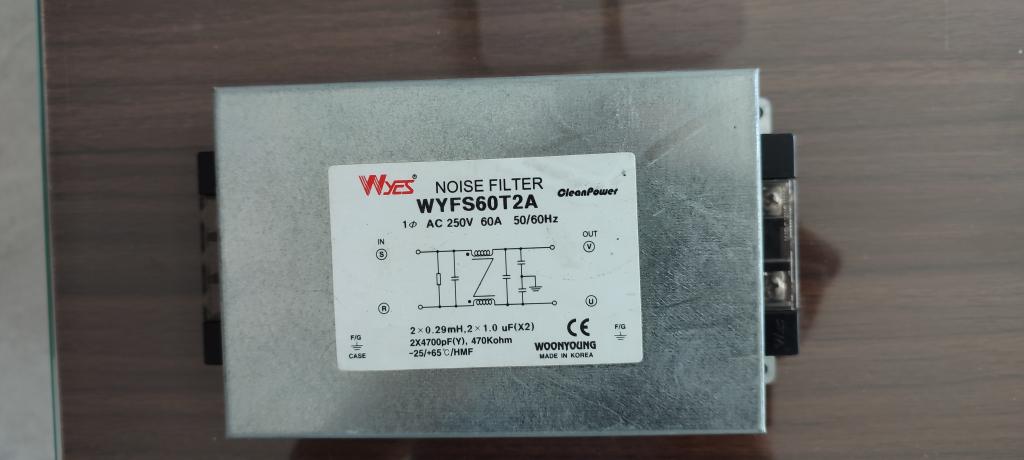 WYES®
NOISE FILTER
CleanPower
WYFS60T2A
1Φ AC 250V 60A 50/60Hz
IN
OUT
S
V
R
U
2×0.29mH, 2×1.0 uF(X2)
2X4700pF(Y), 470Kohm
-25/+65℃/HMF
F/G
CASE
CE
F/G
WOONYOUNG
MADE IN KOREA